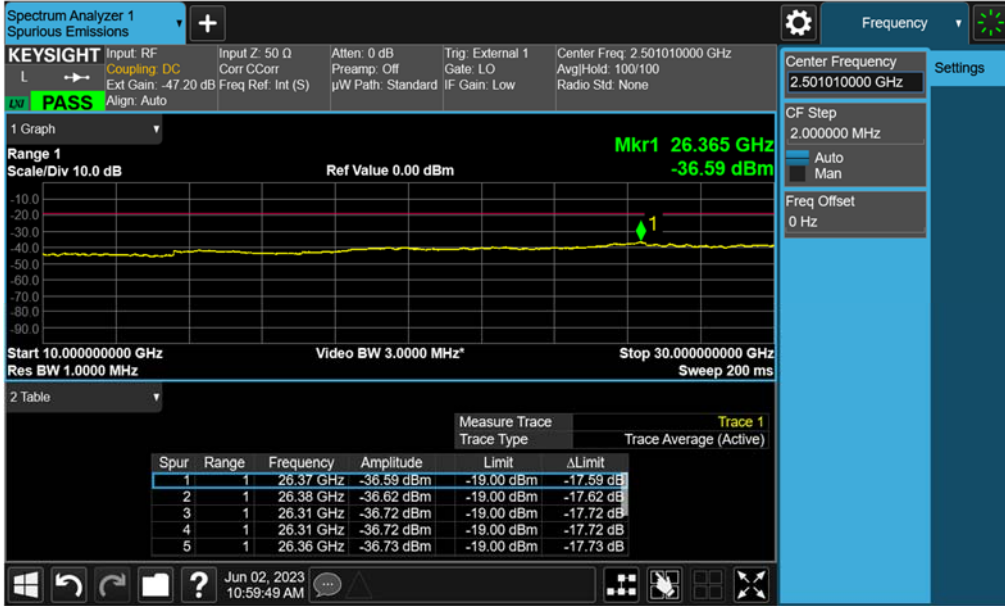 Spectrum Analyzer 1
Spurious Emissions
Frequency
KEYSIGHT Input: RF Input Z: 50 Ω Atten: 0 dB Trig: External 1 Center Freq: 2.501010000 GHz
L Coupling: DC Corr CCorr Preamp: Off Gate: LO Avg|Hold: 100/100
Ext Gain: -47.20 dB Freq Ref: Int (S) µW Path: Standard IF Gain: Low Radio Std: None
LXI PASS Align: Auto
Center Frequency
2.501010000 GHz
Settings
CF Step
2.000000 MHz
Auto
Man
Freq Offset
0 Hz
1 Graph
Range 1
Scale/Div 10.0 dB Ref Value 0.00 dBm
Mkr1 26.365 GHz
-36.59 dBm
-10.0
-20.0
-30.0
-40.0
-50.0
-60.0
-70.0
-80.0
-90.0
1
Start 10.000000000 GHz Video BW 3.0000 MHz* Stop 30.000000000 GHz
Res BW 1.0000 MHz Sweep 200 ms
2 Table
Measure Trace Trace 1
Trace Type Trace Average (Active)
Spur Range Frequency Amplitude Limit ΔLimit
1 1 26.37 GHz -36.59 dBm -19.00 dBm -17.59 dB
2 1 26.38 GHz -36.62 dBm -19.00 dBm -17.62 dB
3 1 26.31 GHz -36.72 dBm -19.00 dBm -17.72 dB
4 1 26.31 GHz -36.72 dBm -19.00 dBm -17.72 dB
5 1 26.36 GHz -36.73 dBm -19.00 dBm -17.73 dB
? Jun 02, 2023
10:59:49 AM